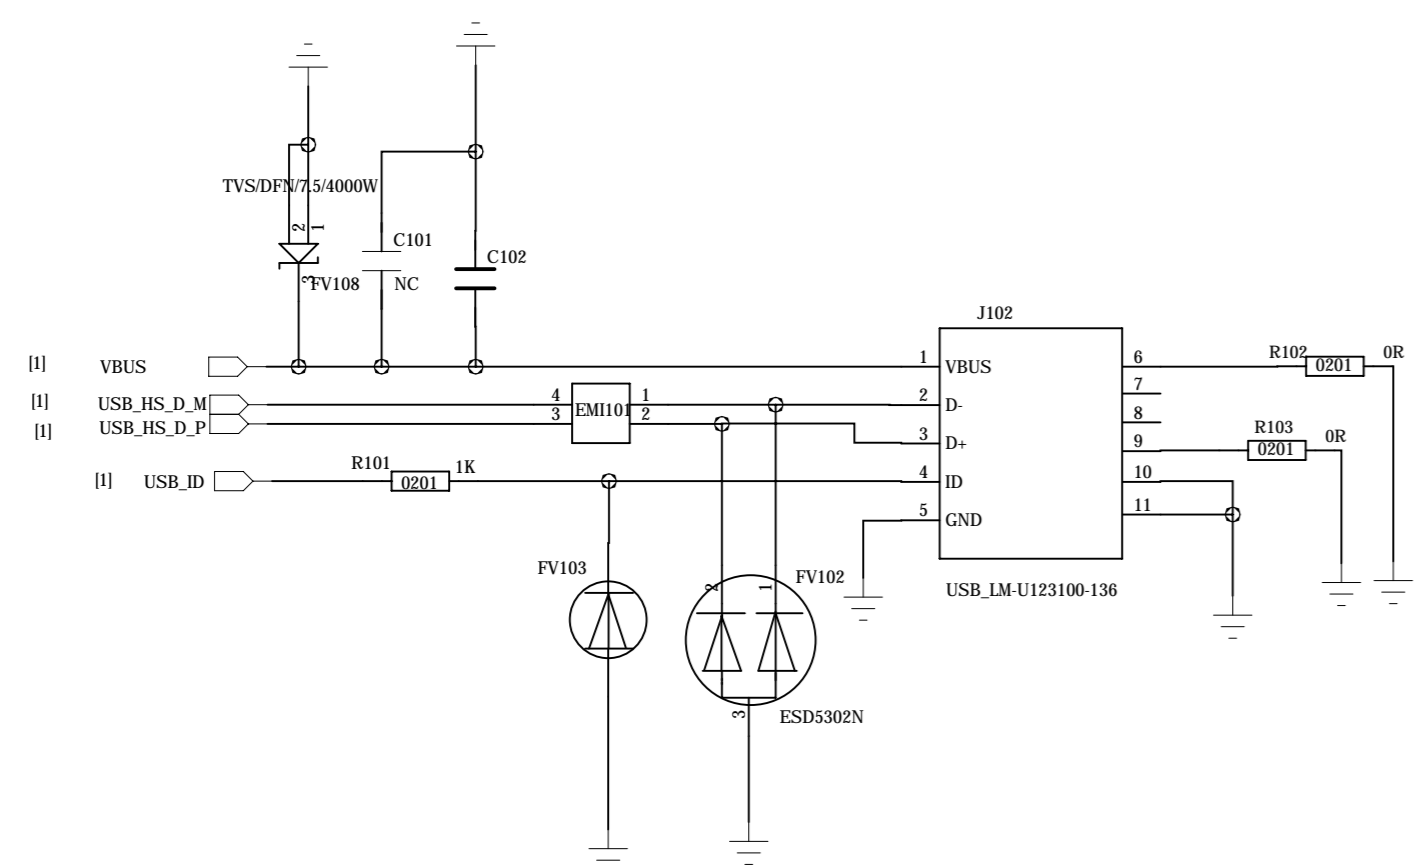 TVS/DFN/7.5/4000W
2
1
C101
C102
3
FV108
NC
J102
[1] VBUS
1
VBUS
6
R102
0201
0R
7
[1] USB_HS_D_M
4
EMI101
1
2
D-
8
[1] USB_HS_D_P
3
2
3
D+
9
R103
0201
0R
[1] USB_ID
R101
0201
1K
4
ID
10
5
GND
11
FV103
2
1
FV102
USB_LM-U123100-136
3
ESD5302N